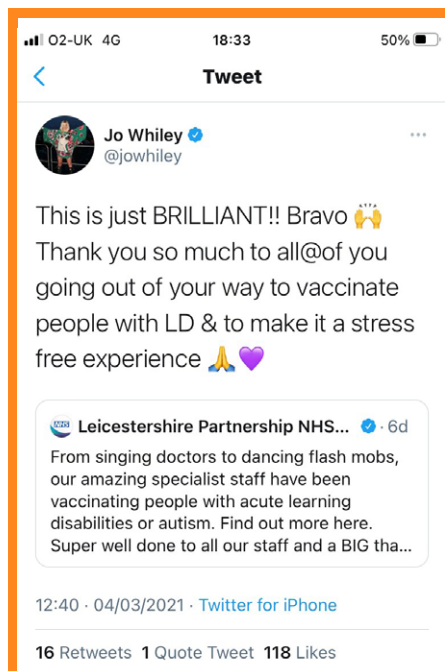 O2-UK 4G 18:33 50%
Tweet
Jo Whiley
@jowhiley
This is just BRILLIANT!! Bravo 🙌
Thank you so much to all@of you
going out of your way to vaccinate
people with LD & to make it a stress
free experience 🙏💜
NHS Leicestershire Partnership NHS... · 6d
From singing doctors to dancing flash mobs,
our amazing specialist staff have been
vaccinating people with acute learning
disabilities or autism. Find out more here.
Super well done to all our staff and a BIG tha...
12:40 · 04/03/2021 · Twitter for iPhone
16 Retweets 1 Quote Tweet 118 Likes